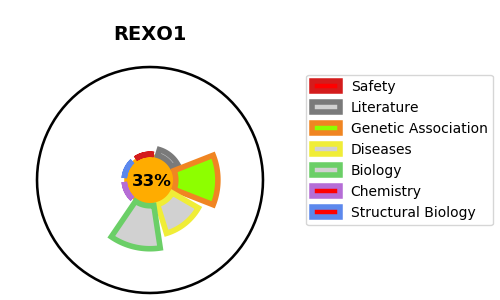 REXO1
33%
Safety
Literature
Genetic Association
Diseases
Biology
Chemistry
Structural Biology